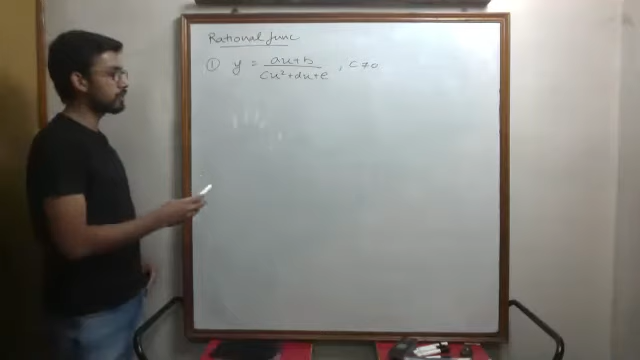 Rational func
① y = ax+b / cx²+dx+e , c≠0